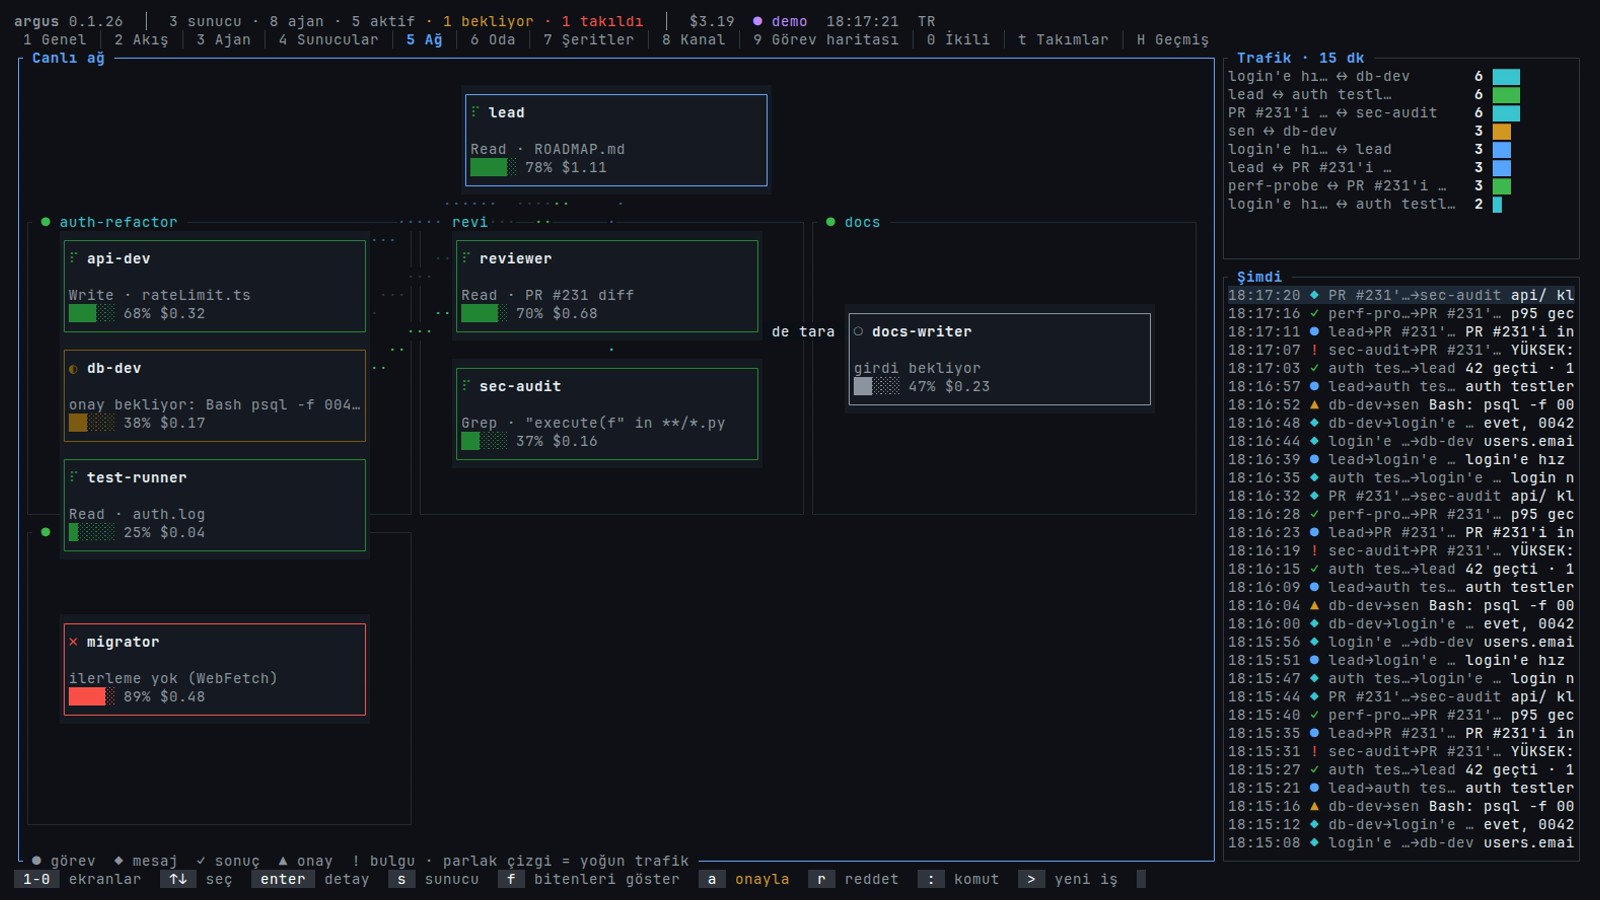 argus 0.1.26 │ 3 sunucu · 8 ajan · 5 aktif · 1 bekliyor · 1 takıldı │ $3.19 ● demo 18:17:21 TR
1 Genel │ 2 Akış │ 3 Ajan │ 4 Sunucular │ 5 Ağ │ 6 Oda │ 7 Şeritler │ 8 Kanal │ 9 Görev haritası │ 0 İkili │ t Takımlar │ H Geçmiş
Canlı ağ
lead
Read · ROADMAP.md
78% $1.11
● auth-refactor
api-dev
Write · rateLimit.ts
68% $0.32
db-dev
onay bekliyor: Bash psql -f 004…
38% $0.17
test-runner
Read · auth.log
25% $0.04
revi
reviewer
Read · PR #231 diff
70% $0.68
sec-audit
Grep · "execute(f" in **/*.py
37% $0.16
● docs
de tara
docs-writer
girdi bekliyor
47% $0.23
✕ migrator
ilerleme yok (WebFetch)
89% $0.48
● görev ◆ mesaj ✓ sonuç ▲ onay ! bulgu · parlak çizgi = yoğun trafik
Trafik · 15 dk
login'e hı… ↔ db-dev 6
lead ↔ auth testl… 6
PR #231'i … ↔ sec-audit 6
sen ↔ db-dev 3
login'e hı… ↔ lead 3
lead ↔ PR #231'i … 3
perf-probe ↔ PR #231'i … 3
login'e hı… ↔ auth testl… 2
Şimdi
18:17:20 ◆ PR #231'…→sec-audit api/ kl
18:17:16 ✓ perf-pro…→PR #231'… p95 gec
18:17:11 ● lead→PR #231'… PR #231'i in
18:17:07 ! sec-audit→PR #231'… YÜKSEK:
18:17:03 ✓ auth tes…→lead 42 geçti · 1
18:16:57 ● lead→auth tes… auth testler
18:16:52 ▲ db-dev→sen Bash: psql -f 00
18:16:48 ◆ db-dev→login'e … evet, 0042
18:16:44 ◆ login'e …→db-dev users.emai
18:16:39 ● lead→login'e … login'e hız
18:16:35 ◆ auth tes…→login'e … login n
18:16:32 ◆ PR #231'…→sec-audit api/ kl
18:16:28 ✓ perf-pro…→PR #231'… p95 gec
18:16:23 ● lead→PR #231'… PR #231'i in
18:16:19 ! sec-audit→PR #231'… YÜKSEK:
18:16:15 ✓ auth tes…→lead 42 geçti · 1
18:16:09 ● lead→auth tes… auth testler
18:16:04 ▲ db-dev→sen Bash: psql -f 00
18:16:00 ◆ db-dev→login'e … evet, 0042
18:15:56 ◆ login'e …→db-dev users.emai
18:15:51 ● lead→login'e … login'e hız
18:15:47 ◆ auth tes…→login'e … login n
18:15:44 ◆ PR #231'…→sec-audit api/ kl
18:15:40 ✓ perf-pro…→PR #231'… p95 gec
18:15:35 ● lead→PR #231'… PR #231'i in
18:15:31 ! sec-audit→PR #231'… YÜKSEK:
18:15:27 ✓ auth tes…→lead 42 geçti · 1
18:15:21 ● lead→auth tes… auth testler
18:15:16 ▲ db-dev→sen Bash: psql -f 00
18:15:12 ◆ db-dev→login'e … evet, 0042
18:15:08 ◆ login'e …→db-dev users.emai
1-0 ekranlar ↑↓ seç enter detay s sunucu f bitenleri göster a onayla r reddet : komut > yeni iş